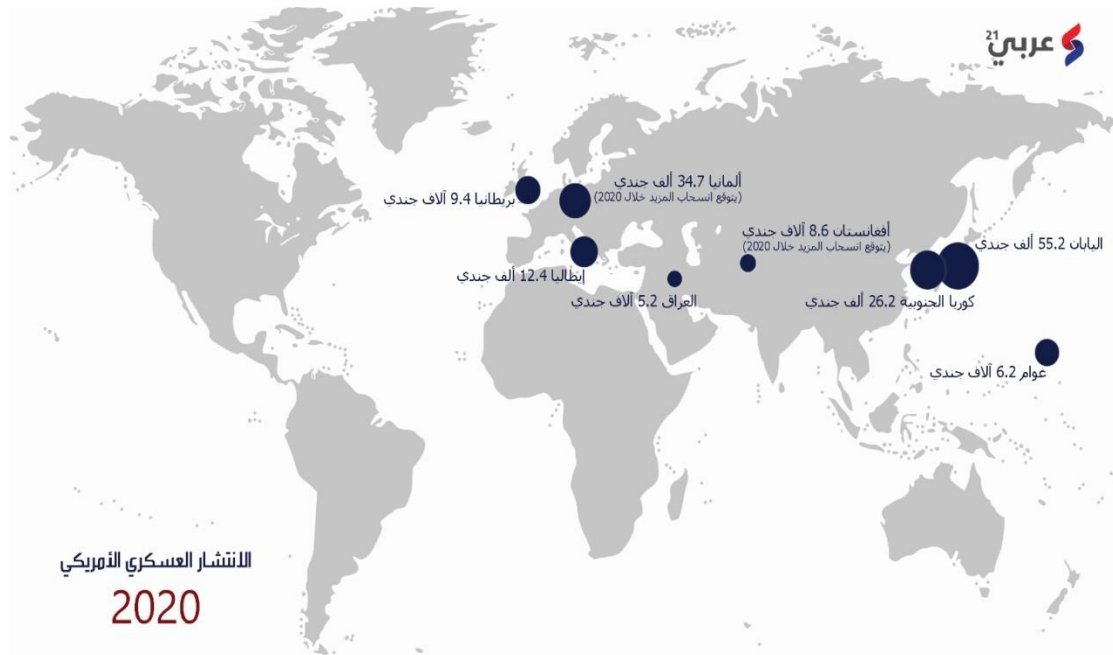 عربي21
ألمانيا 34.7 ألف جندي
(يتوقع انسحاب المزيد خلال 2020)
بريطانيا 9.4 آلاف جندي
أفغانستان 8.6 آلاف جندي
(يتوقع انسحاب المزيد خلال 2020)
اليابان 55.2 ألف جندي
إيطاليا 12.4 ألف جندي
العراق 5.2 آلاف جندي
كوريا الجنوبية 26.2 ألف جندي
غوام 6.2 آلاف جندي
الانتشار العسكري الأمريكي
2020